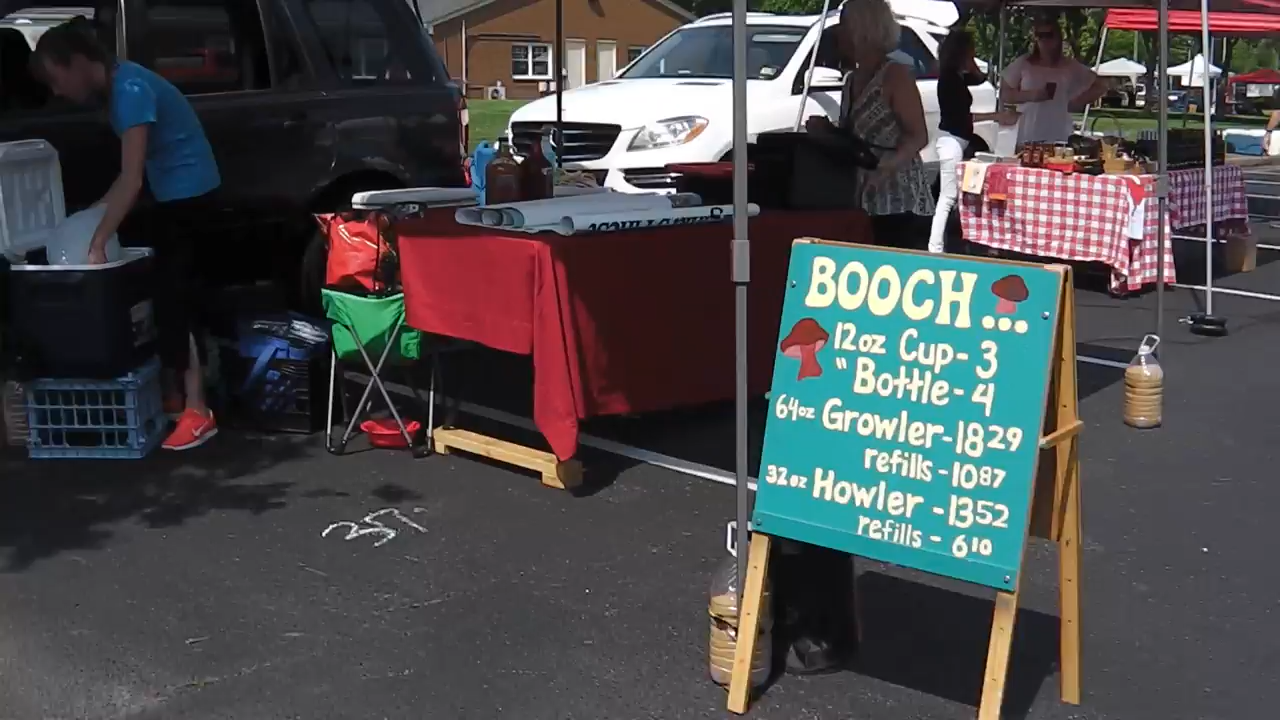 BOOCH...
12oz Cup - 3
" Bottle - 4
64oz Growler - 18 29
refills - 10 87
32oz Howler - 13 52
refills - 6 10